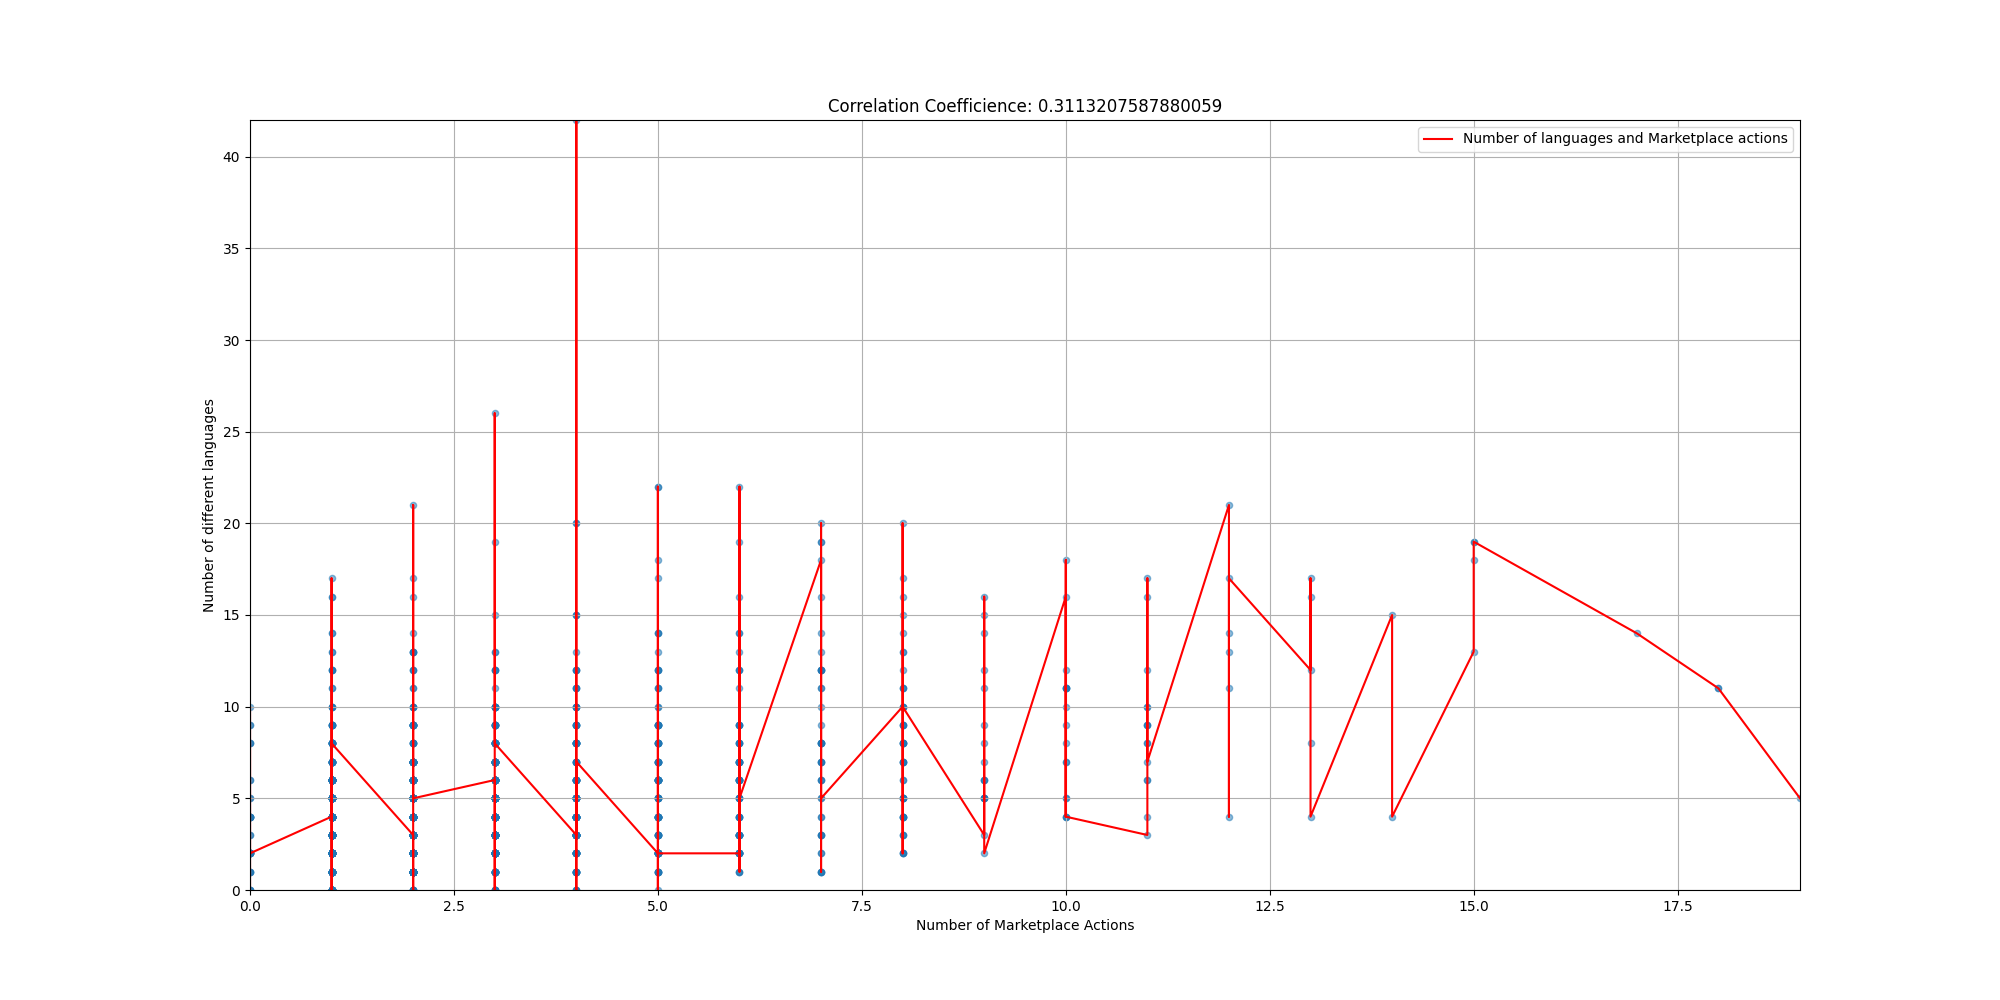 Correlation Coefficience: 0.3113207587880059
Number of languages and Marketplace actions
40
35
30
25
20
15
10
5
0
Number of different languages
0.0 2.5 5.0 7.5 10.0 12.5 15.0 17.5
Number of Marketplace Actions